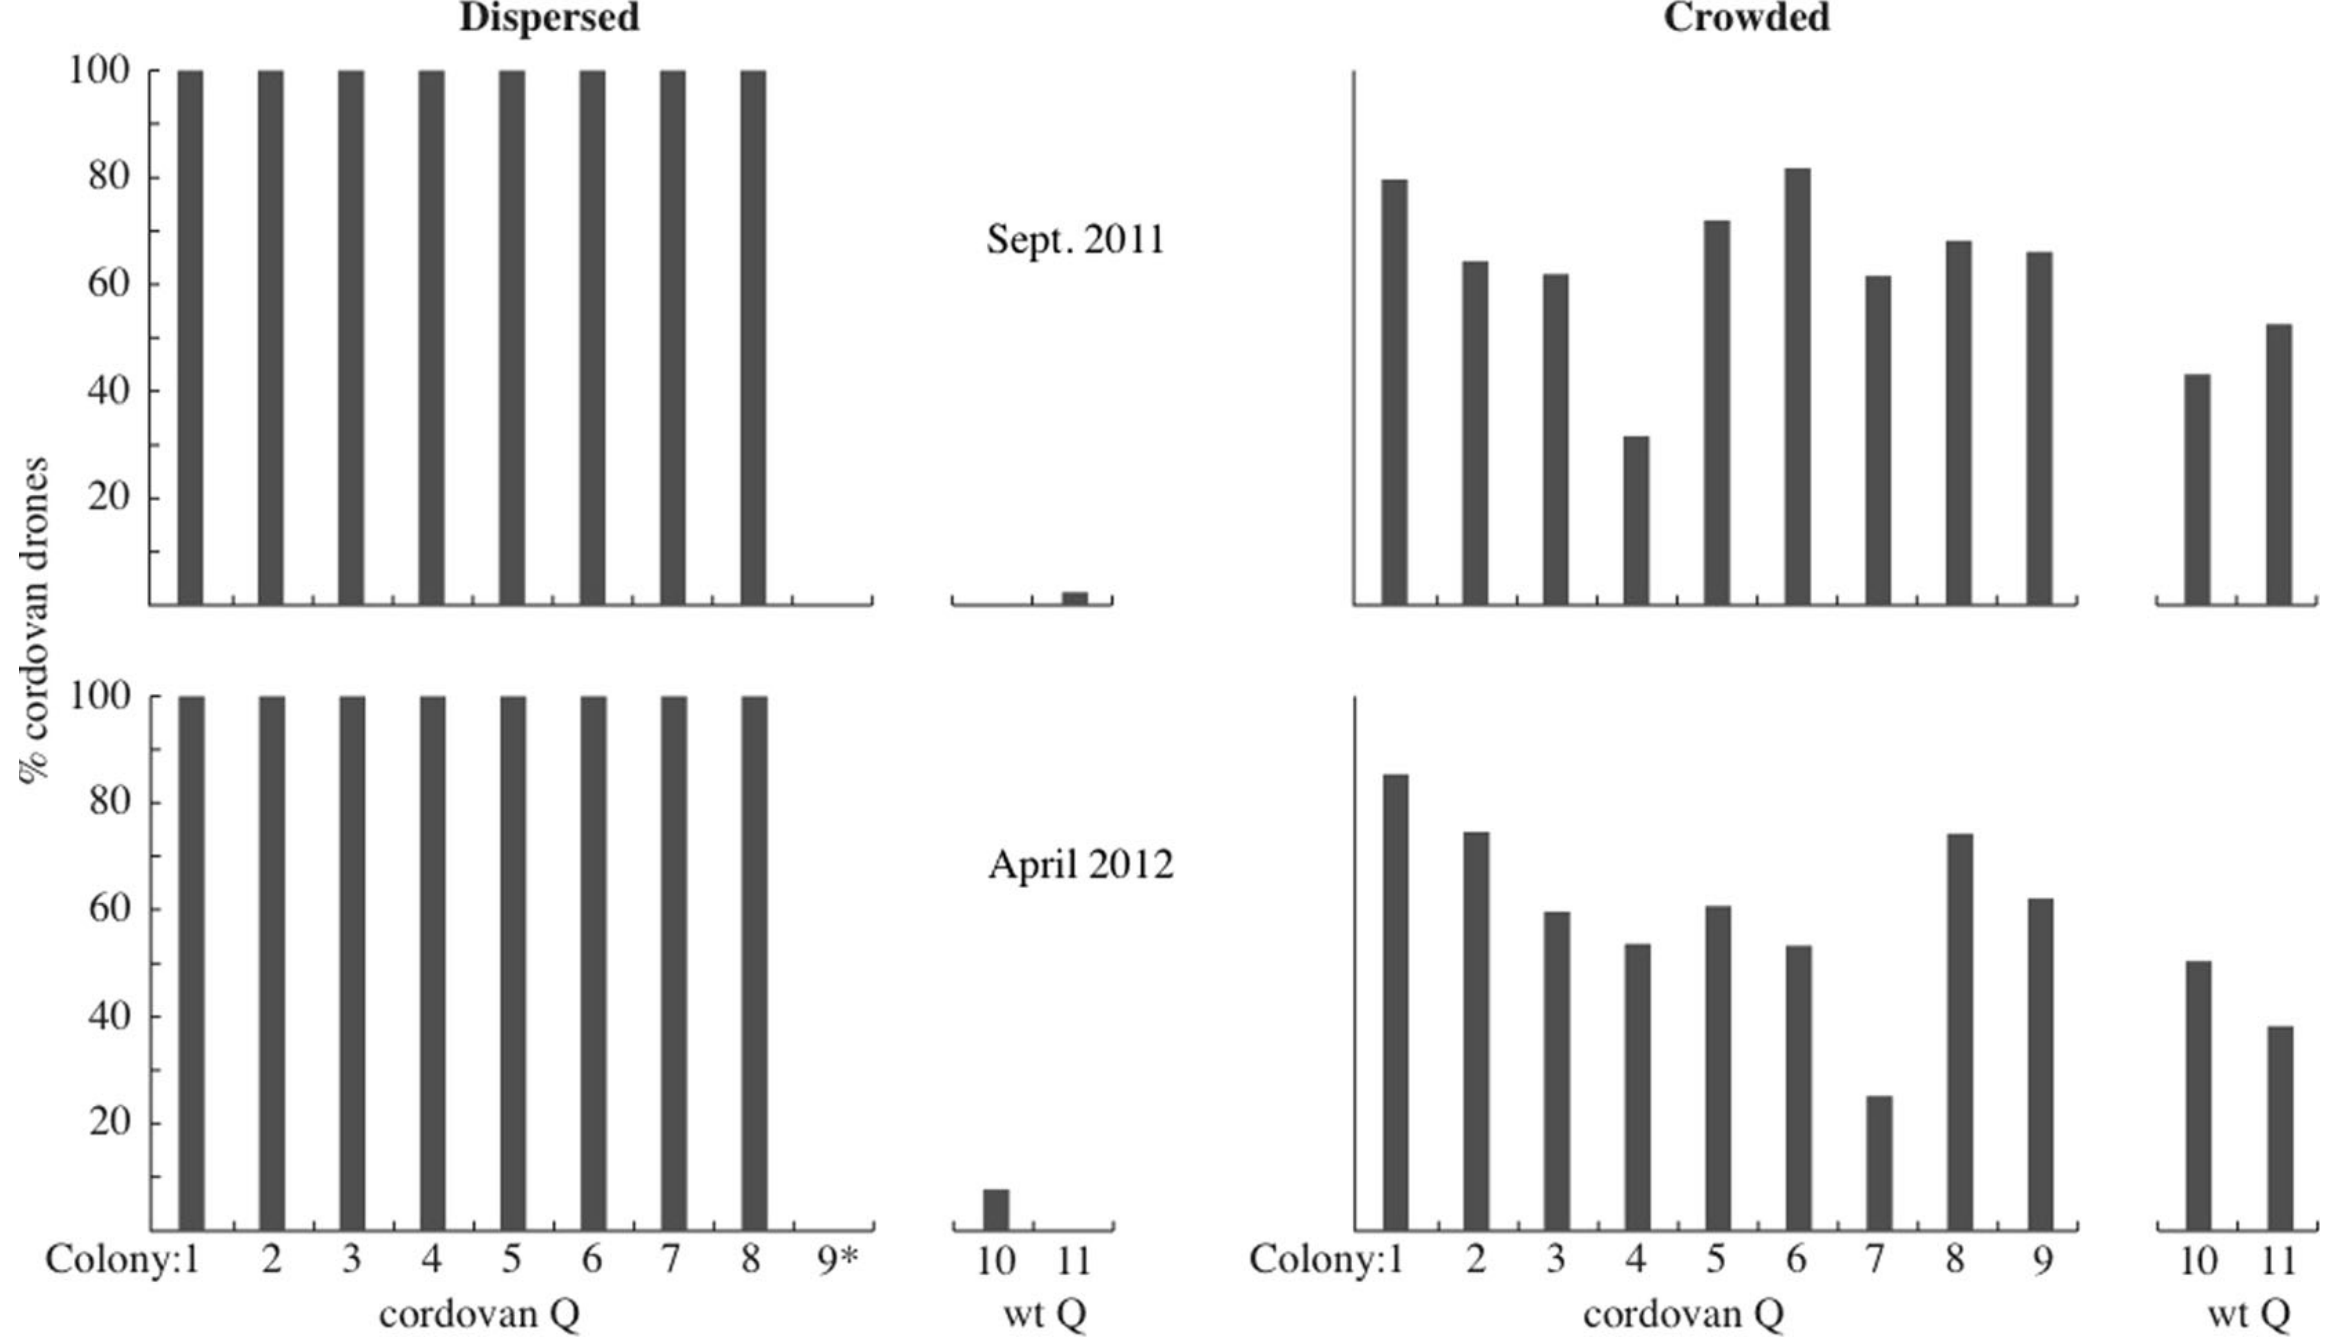 Dispersed
Crowded
% cordovan drones
100
80
60
40
20
Sept. 2011
100
80
60
40
20
April 2012
Colony:1 2 3 4 5 6 7 8 9* 10 11
cordovan Q wt Q
Colony:1 2 3 4 5 6 7 8 9 10 11
cordovan Q wt Q